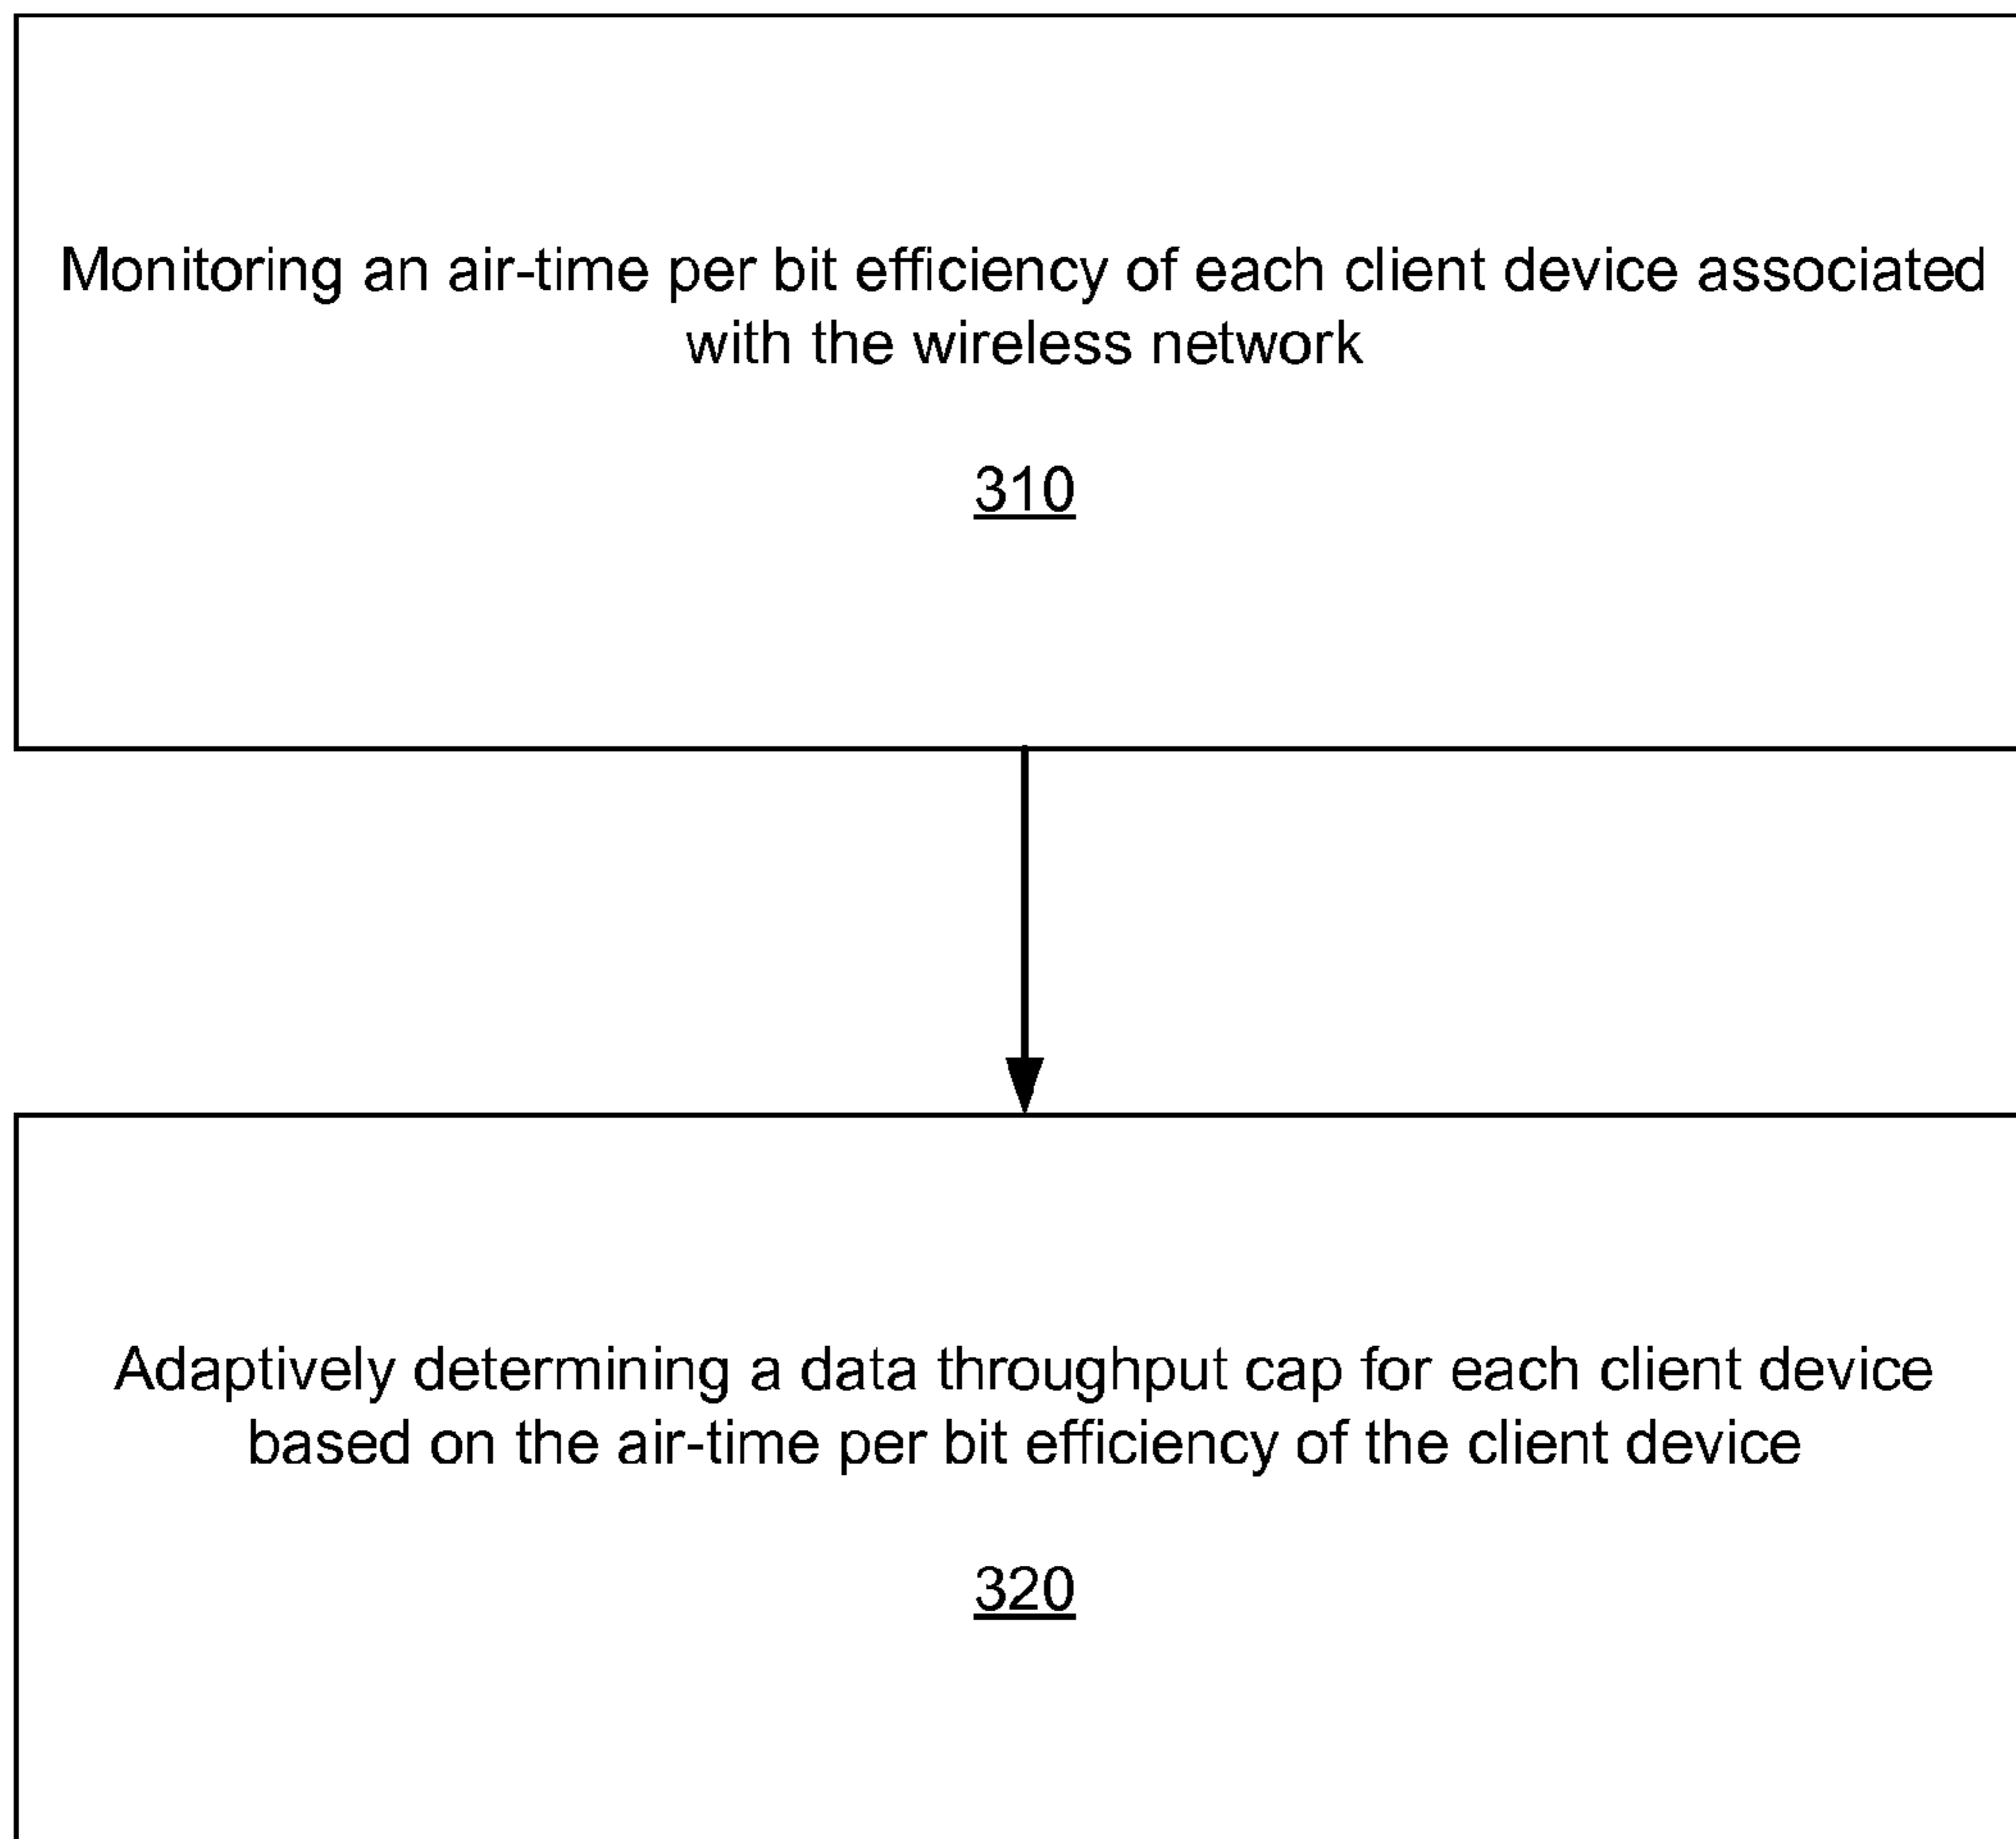 Monitoring an air-time per bit efficiency of each client device associated
with the wireless network
310
Adaptively determining a data throughput cap for each client device
based on the air-time per bit efficiency of the client device
320